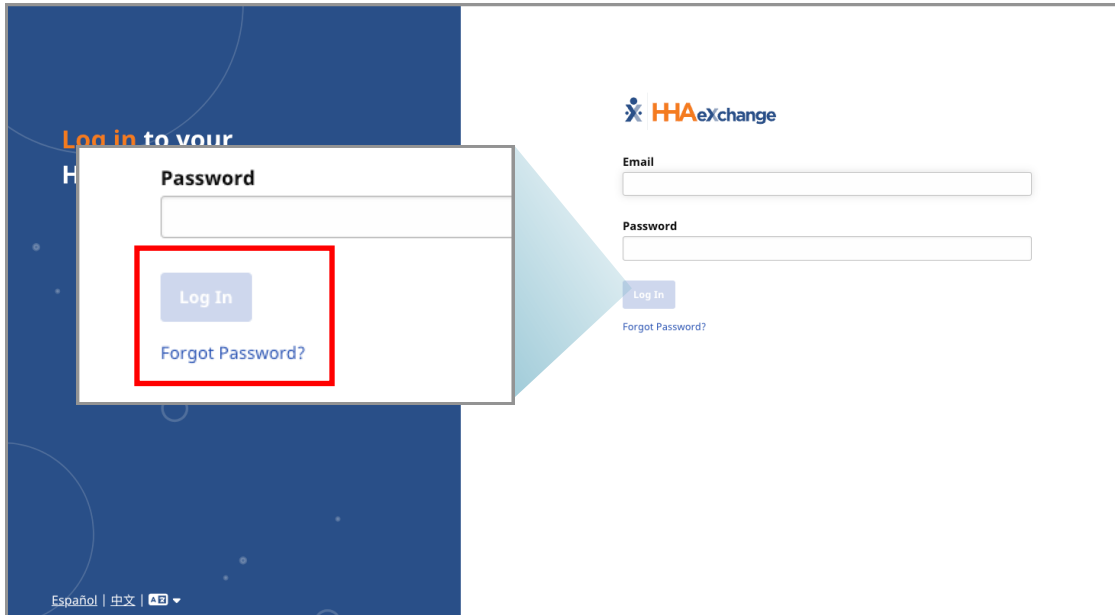 Log in to your
H
Password
Log In
Forgot Password?
Español | 中文 | AZ
HHAeXchange
Email
Password
Log In
Forgot Password?